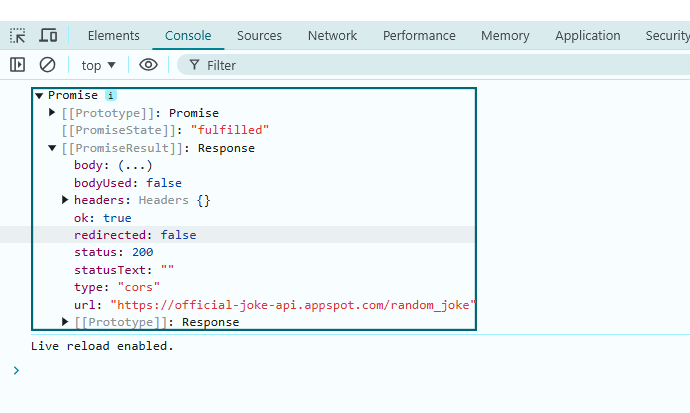 Elements Console Sources Network Performance Memory Application Security
top Filter
Promise i
[[Prototype]]: Promise
[[PromiseState]]: "fulfilled"
[[PromiseResult]]: Response
body: (...)
bodyUsed: false
headers: Headers {}
ok: true
redirected: false
status: 200
statusText: ""
type: "cors"
url: "https://official-joke-api.appspot.com/random_joke"
[[Prototype]]: Response
Live reload enabled.